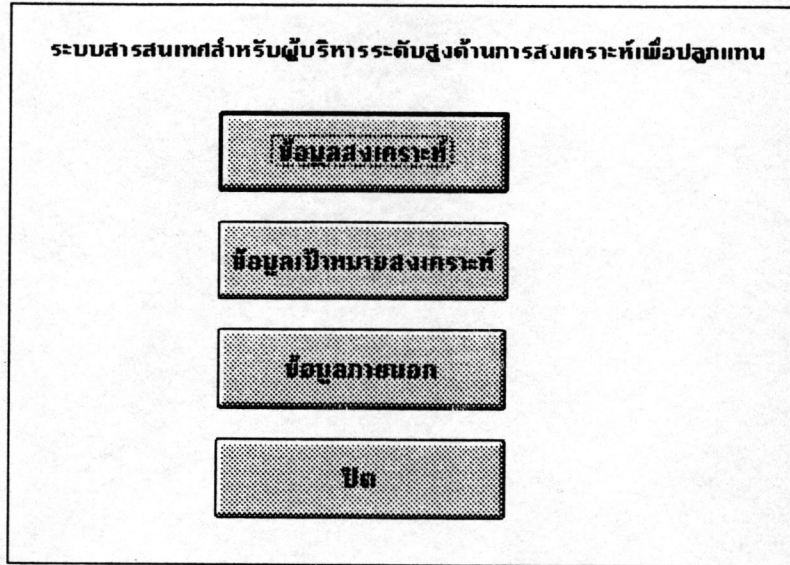 ระบบสารสนเทศสำหรับผู้บริหารระดับสูงด้านการสงเคราะห์เพื่อปลูกแทน
ข้อมูลสงเคราะห์
ข้อมูลเป้าหมายสงเคราะห์
ข้อมูลภายนอก
ปิด